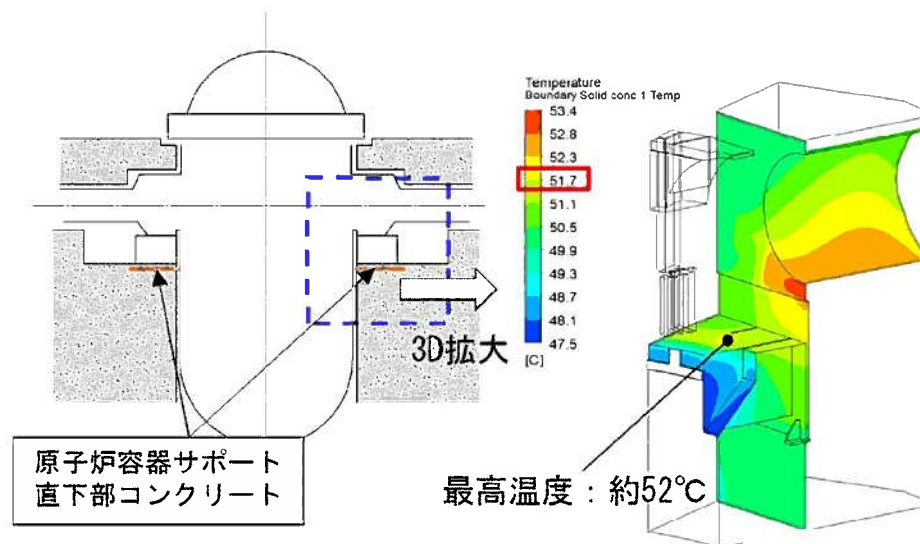 Temperature
Boundary Solid conc 1 Temp
53.4
52.8
52.3
51.7
51.1
50.5
49.9
49.3
48.7
48.1
47.5
[C]
3D拡大
原子炉容器サポート
直下部コンクリート
最高温度：約52℃